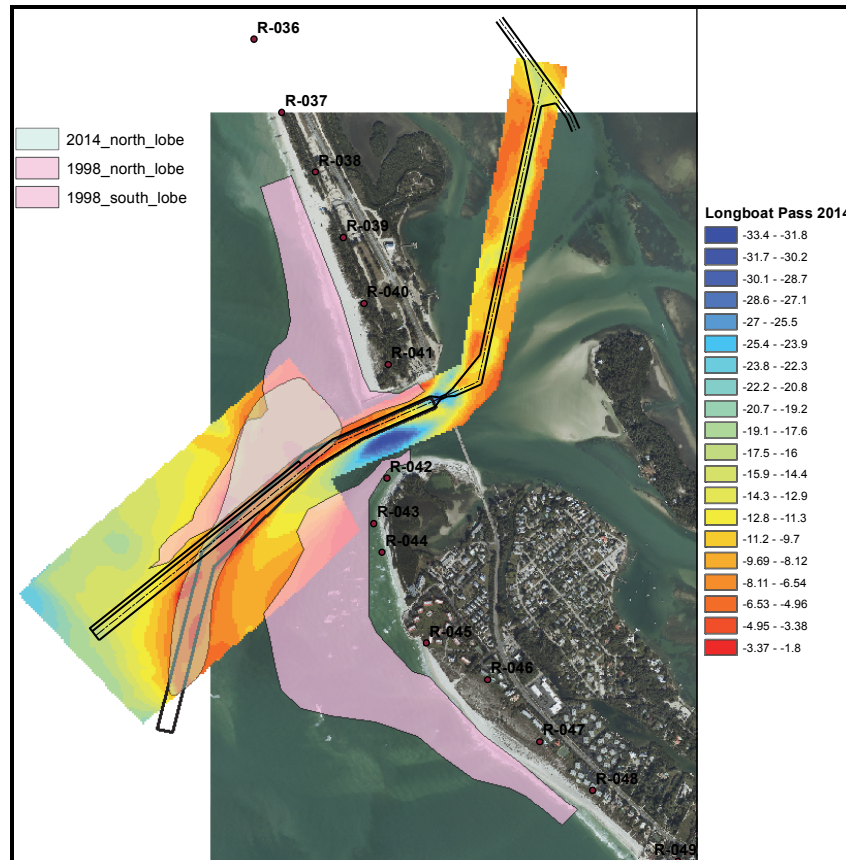 R-036
R-037
2014_north_lobe
1998_north_lobe
1998_south_lobe
R-038
R-039
R-040
R-041
R-042
R-043
R-044
R-045
R-046
R-047
R-048
R-049
Longboat Pass 2014
-33.4 - -31.8
-31.7 - -30.2
-30.1 - -28.7
-28.6 - -27.1
-27 - -25.5
-25.4 - -23.9
-23.8 - -22.3
-22.2 - -20.8
-20.7 - -19.2
-19.1 - -17.6
-17.5 - -16
-15.9 - -14.4
-14.3 - -12.9
-12.8 - -11.3
-11.2 - -9.7
-9.69 - -8.12
-8.11 - -6.54
-6.53 - -4.96
-4.95 - -3.38
-3.37 - -1.8